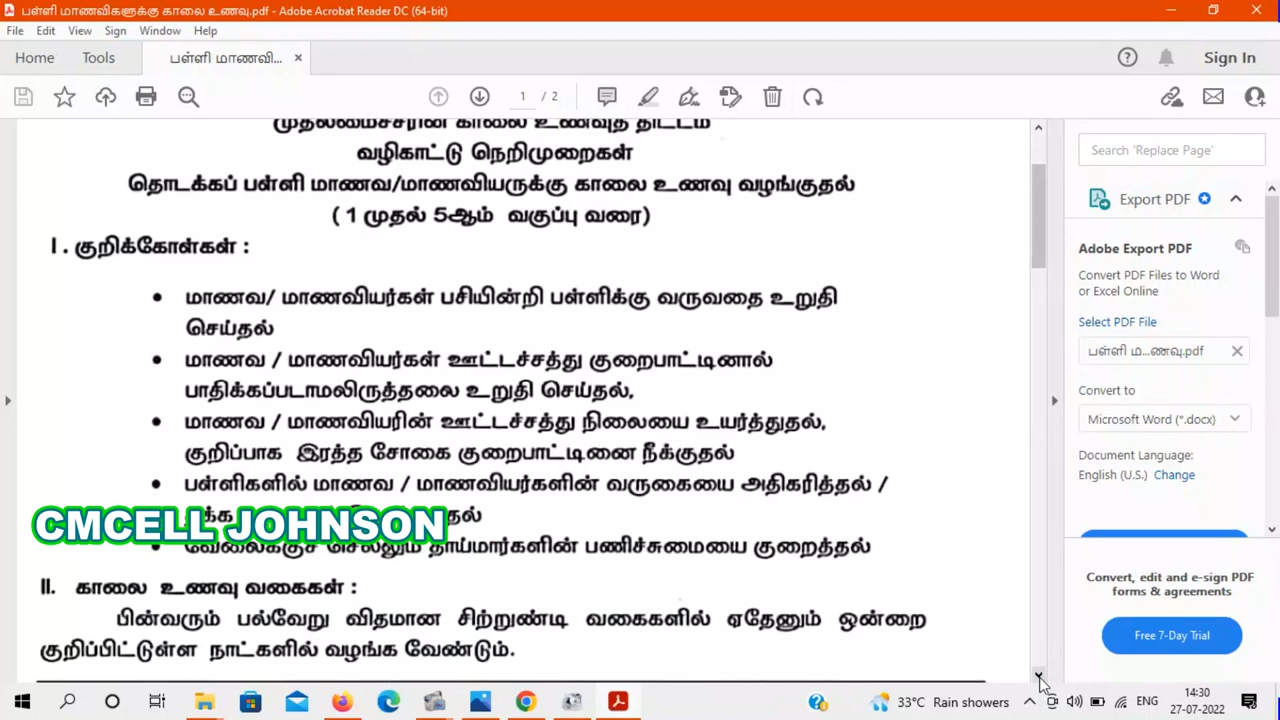 பள்ளி மாணவிகளுக்கு காலை உணவு.pdf - Adobe Acrobat Reader DC (64-bit)
File Edit View Sign Window Help
Home Tools பள்ளி மாணவி... × Sign In
1 / 2
முதலமைச்சரின் காலை உணவுத் திட்டம்
வழிகாட்டு நெறிமுறைகள்
தொடக்கப் பள்ளி மாணவ/மாணவியருக்கு காலை உணவு வழங்குதல்
( 1 முதல் 5ஆம் வகுப்பு வரை)
I . குறிக்கோள்கள் :
• மாணவ/ மாணவியர்கள் பசியின்றி பள்ளிக்கு வருவதை உறுதி
செய்தல்
• மாணவ / மாணவியர்கள் ஊட்டச்சத்து குறைபாட்டினால்
பாதிக்கப்படாமலிருத்தலை உறுதி செய்தல்,
• மாணவ / மாணவியரின் ஊட்டச்சத்து நிலையை உயர்த்துதல்,
குறிப்பாக இரத்த சோகை குறைபாட்டினை நீக்குதல்
• பள்ளிகளில் மாணவ / மாணவியர்களின் வருகையை அதிகரித்தல் /
CMCELL JOHNSON
• வேலைக்குச் செல்லும் தாய்மார்களின் பணிச்சுமையை குறைத்தல்
II. காலை உணவு வகைகள் :
பின்வரும் பல்வேறு விதமான சிற்றுண்டி வகைகளில் ஏதேனும் ஒன்றை
குறிப்பிட்டுள்ள நாட்களில் வழங்க வேண்டும்.
Search 'Replace Page'
Export PDF
Adobe Export PDF
Convert PDF Files to Word
or Excel Online
Select PDF File
பள்ளி ம...ணவு.pdf
Convert to
Microsoft Word (*.docx)
Document Language:
English (U.S.) Change
Convert, edit and e-sign PDF
forms & agreements
Free 7-Day Trial
33°C Rain showers ENG 14:30
27-07-2022